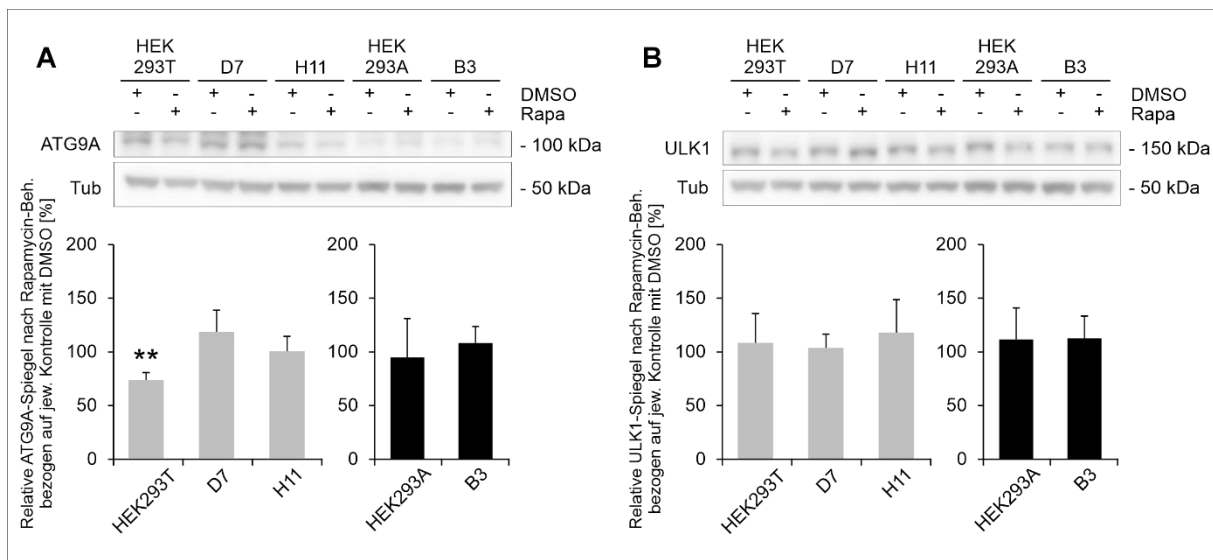 A
HEK
293T D7 H11 HEK
293A B3
+ - + - + - + - + - DMSO
- + - + - + - + - + Rapa
ATG9A - 100 kDa
Tub - 50 kDa
Relative ATG9A-Spiegel nach Rapamycin-Beh.
bezogen auf jew. Kontrolle mit DMSO [%]
200
150
100
50
0
**
HEK293T D7 H11
200
150
100
50
0
HEK293A B3
B
HEK
293T D7 H11 HEK
293A B3
+ - + - + - + - + - DMSO
- + - + - + - + - + Rapa
ULK1 - 150 kDa
Tub - 50 kDa
Relative ULK1-Spiegel nach Rapamycin-Beh.
bezogen auf jew. Kontrolle mit DMSO [%]
200
150
100
50
0
HEK293T D7 H11
200
150
100
50
0
HEK293A B3